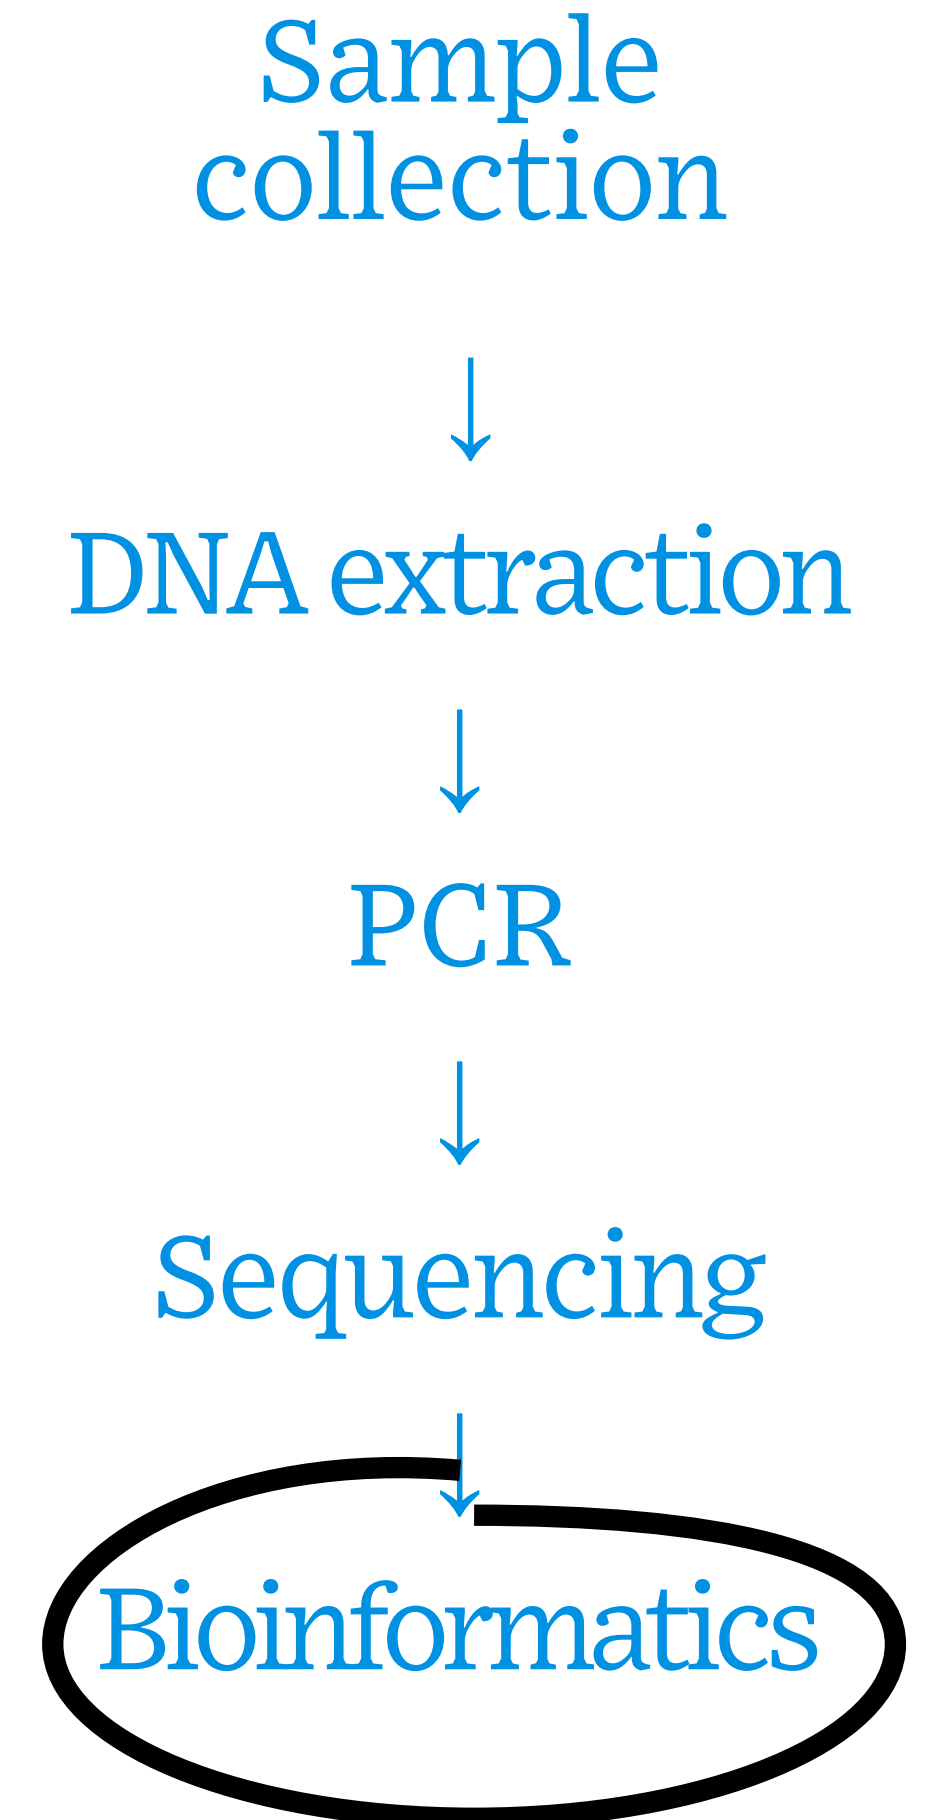 Sample
collection
↓
DNA extraction
↓
PCR
↓
Sequencing
↓
Bioinformatics